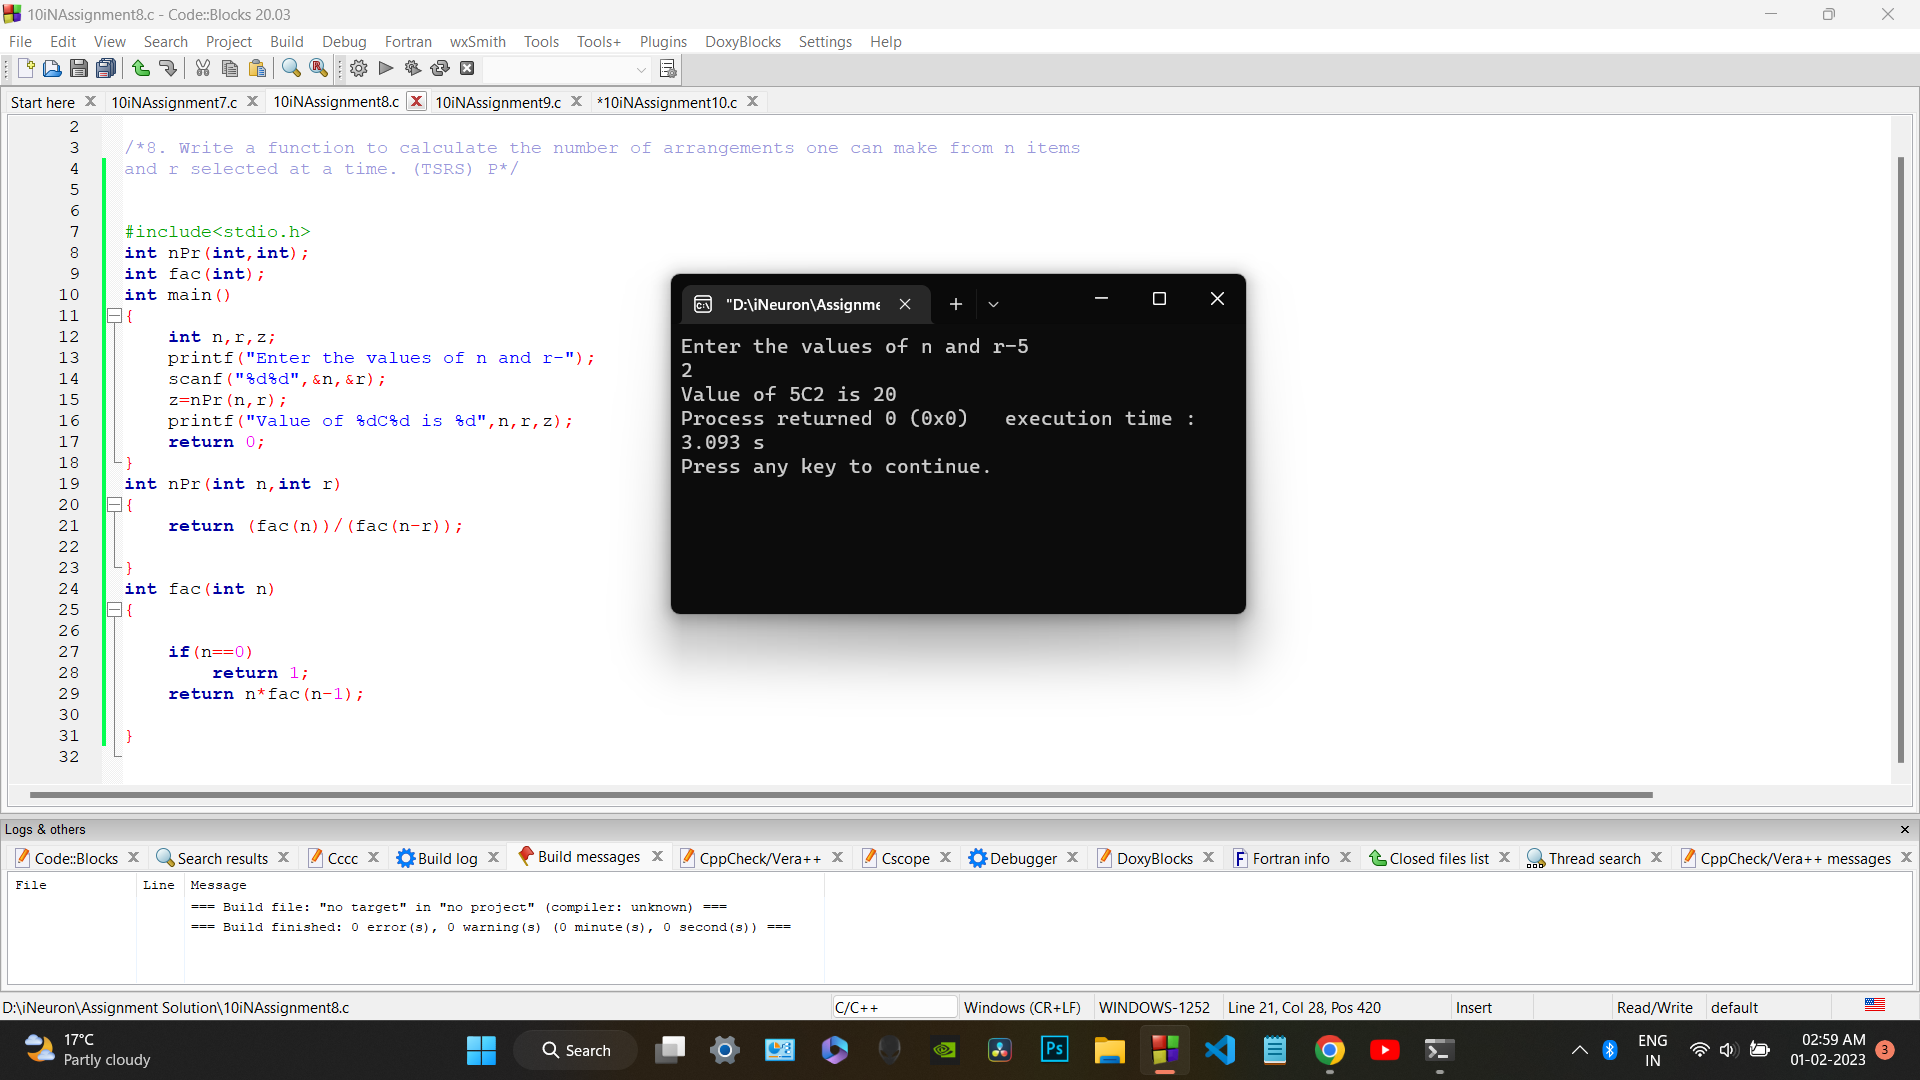 10iNAssignment8.c - Code::Blocks 20.03
File Edit View Search Project Build Debug Fortran wxSmith Tools Tools+ Plugins DoxyBlocks Settings Help
Start here 10iNAssignment7.c 10iNAssignment8.c 10iNAssignment9.c *10iNAssignment10.c
2
3 /*8. Write a function to calculate the number of arrangements one can make from n items
4 and r selected at a time. (TSRS) P*/
5
6
7 #include<stdio.h>
8 int nPr(int,int);
9 int fac(int);
10 int main()
11 {
12 int n,r,z;
13 printf("Enter the values of n and r-");
14 scanf("%d%d",&n,&r);
15 z=nPr(n,r);
16 printf("Value of %dC%d is %d",n,r,z);
17 return 0;
18 }
19 int nPr(int n,int r)
20 {
21 return (fac(n))/(fac(n-r));
22
23 }
24 int fac(int n)
25 {
26
27 if(n==0)
28 return 1;
29 return n*fac(n-1);
30
31 }
32
"D:\iNeuron\Assignme
Enter the values of n and r-5
2
Value of 5C2 is 20
Process returned 0 (0x0) execution time :
3.093 s
Press any key to continue.
Logs & others
Code::Blocks Search results Cccc Build log Build messages CppCheck/Vera++ Cscope Debugger DoxyBlocks Fortran info Closed files list Thread search CppCheck/Vera++ messages
File Line Message
=== Build file: "no target" in "no project" (compiler: unknown) ===
=== Build finished: 0 error(s), 0 warning(s) (0 minute(s), 0 second(s)) ===
D:\iNeuron\Assignment Solution\10iNAssignment8.c C/C++ Windows (CR+LF) WINDOWS-1252 Line 21, Col 28, Pos 420 Insert Read/Write default
17°C
Partly cloudy
Search
Ps
ENG
IN
02:59 AM
01-02-2023
3